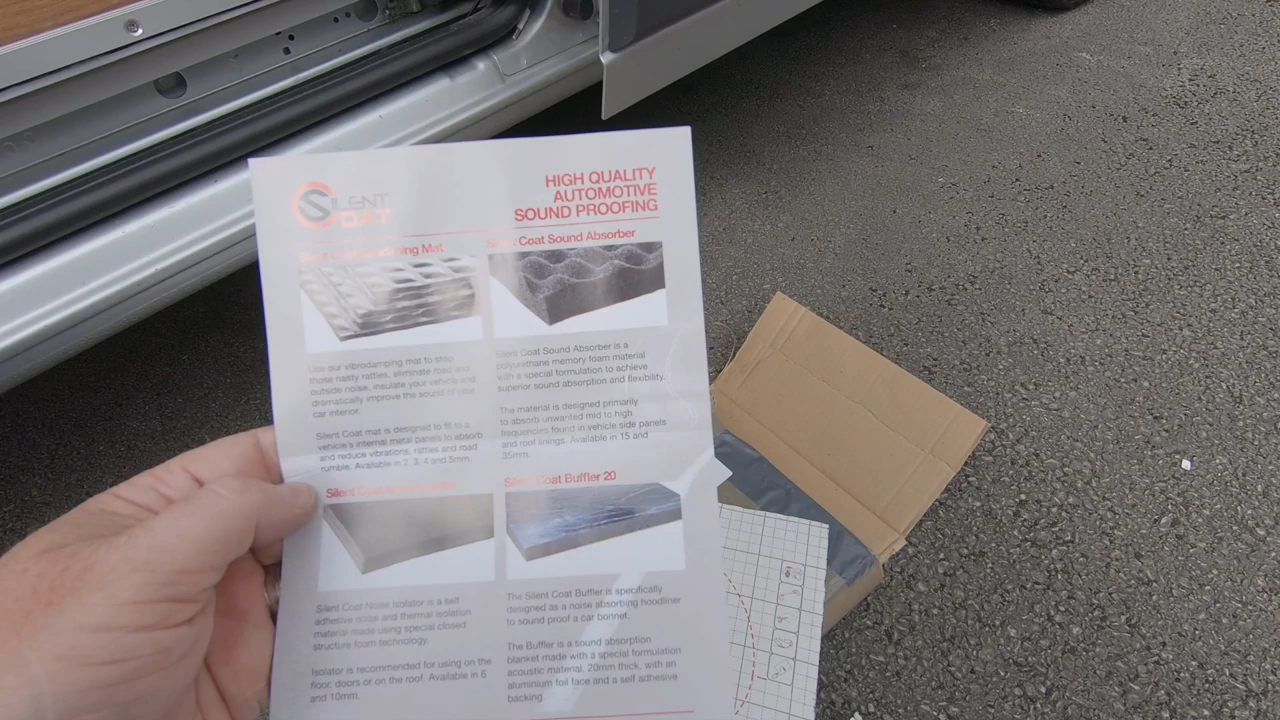 SILENT
COAT
HIGH QUALITY
AUTOMOTIVE
SOUND PROOFING
Mat
Coat Sound Absorber
Use our vibrodamping mat to stop
those nasty rattles, eliminate road and
outside noise, insulate your vehicle and
dramatically improve the sound in your
car interior.
Silent Coat mat is designed to fit to a
vehicle's internal metal panels to absorb
and reduce vibrations, rattles and road
rumble. Available in 2, 3, 4 and 5mm.
Silent Coat Sound Absorber is a
polyurethane memory foam material
with a special formulation to achieve
superior sound absorption and flexibility.
The material is designed primarily
to absorb unwanted mid to high
frequencies found in vehicle side panels
and roof linings. Available in 15 and
35mm.
Silent
Silent Coat Buffler 20
Silent Coat Noise Isolator is a self
adhesive noise and thermal isolation
material made using special closed
structure foam technology.
Isolator is recommended for using on the
floor, doors or on the roof. Available in 6
and 10mm.
The Silent Coat Buffler is specifically
designed as a noise absorbing hoodliner
to sound proof a car bonnet.
The Buffler is a sound absorption
blanket made with a special formulation
acoustic material, 20mm thick, with an
aluminium foil face and a self adhesive
backing.